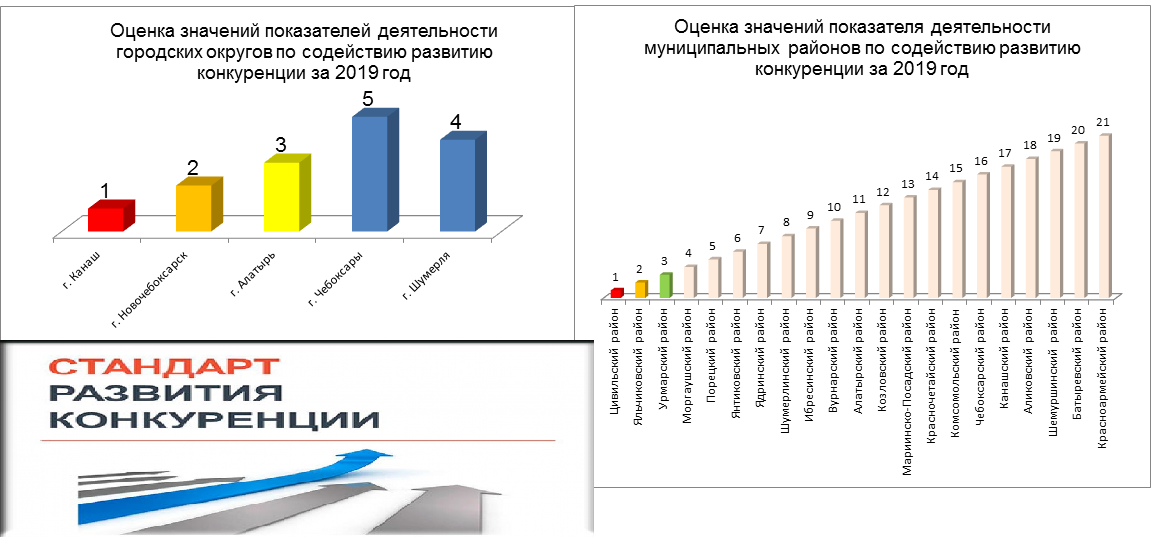 Оценка значений показателей деятельности
городских округов по содействию развитию
конкуренции за 2019 год
1
2
3
5
4
г. Канаш
г. Новочебоксарск
г. Алатырь
г. Чебоксары
г. Шумерля
Оценка значений показателя деятельности
муниципальных районов по содействию развитию
конкуренции за 2019 год
1
2
3
4
5
6
7
8
9
10
11
12
13
14
15
16
17
18
19
20
21
Цивильский район
Яльчиковский район
Урмарский район
Моргаушский район
Порецкий район
Янтиковский район
Ядринский район
Шумерлинский район
Ибресинский район
Вурнарский район
Алатырский район
Козловский район
Мариинско-Посадский район
Красночетайский район
Комсомольский район
Чебоксарский район
Канашский район
Аликовский район
Шемуршинский район
Батыревский район
Красноармейский район
СТАНДАРТ
РАЗВИТИЯ
КОНКУРЕНЦИИ